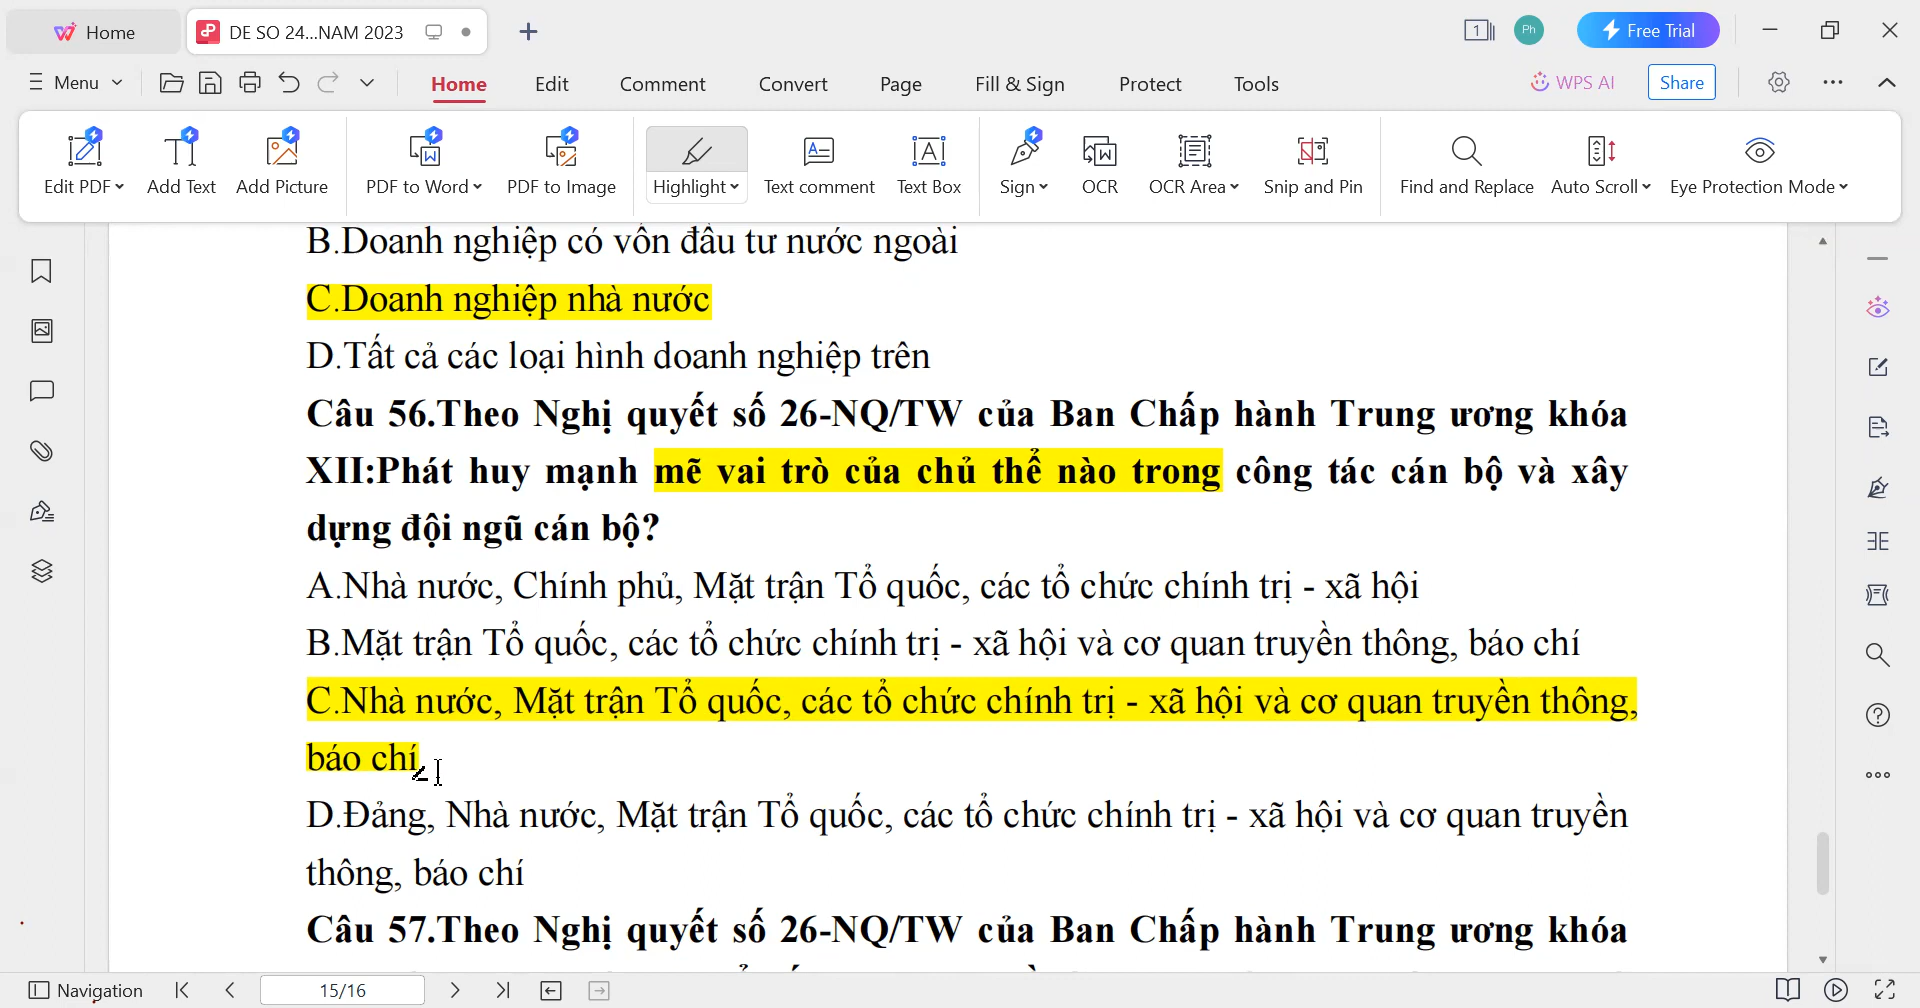 Home
DE SO 24...NAM 2023
1
Ph
Free Trial
Menu
Home
Edit
Comment
Convert
Page
Fill & Sign
Protect
Tools
WPS AI
Share
Edit PDF
Add Text
Add Picture
PDF to Word
PDF to Image
Highlight
Text comment
Text Box
Sign
OCR
OCR Area
Snip and Pin
Find and Replace
Auto Scroll
Eye Protection Mode
B.Doanh nghiệp có vốn đầu tư nước ngoài
C.Doanh nghiệp nhà nước
D.Tất cả các loại hình doanh nghiệp trên
Câu 56.Theo Nghị quyết số 26-NQ/TW của Ban Chấp hành Trung ương khóa
XII:Phát huy mạnh mẽ vai trò của chủ thể nào trong công tác cán bộ và xây
dựng đội ngũ cán bộ?
A.Nhà nước, Chính phủ, Mặt trận Tổ quốc, các tổ chức chính trị - xã hội
B.Mặt trận Tổ quốc, các tổ chức chính trị - xã hội và cơ quan truyền thông, báo chí
C.Nhà nước, Mặt trận Tổ quốc, các tổ chức chính trị - xã hội và cơ quan truyền thông,
báo chí
D.Đảng, Nhà nước, Mặt trận Tổ quốc, các tổ chức chính trị - xã hội và cơ quan truyền
thông, báo chí
Câu 57.Theo Nghị quyết số 26-NQ/TW của Ban Chấp hành Trung ương khóa
Navigation
15/16